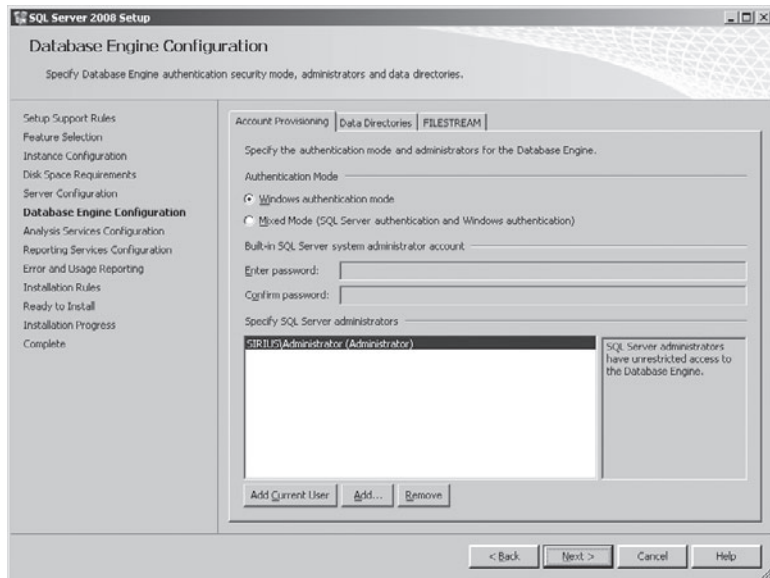 SQL Server 2008 Setup
Database Engine Configuration
Specify Database Engine authentication security mode, administrators and data directories.
Setup Support Rules
Feature Selection
Instance Configuration
Disk Space Requirements
Server Configuration
Database Engine Configuration
Analysis Services Configuration
Reporting Services Configuration
Error and Usage Reporting
Installation Rules
Ready to Install
Installation Progress
Complete
Account Provisioning
Data Directories
FILESTREAM
Specify the authentication mode and administrators for the Database Engine.
Authentication Mode
Windows authentication mode
Mixed Mode (SQL Server authentication and Windows authentication)
Built-in SQL Server system administrator account
Enter password:
Confirm password:
Specify SQL Server administrators
SIRIUS\Administrator (Administrator)
SQL Server administrators
have unrestricted access to
the Database Engine.
Add Current User
Add...
Remove
< Back
Next >
Cancel
Help